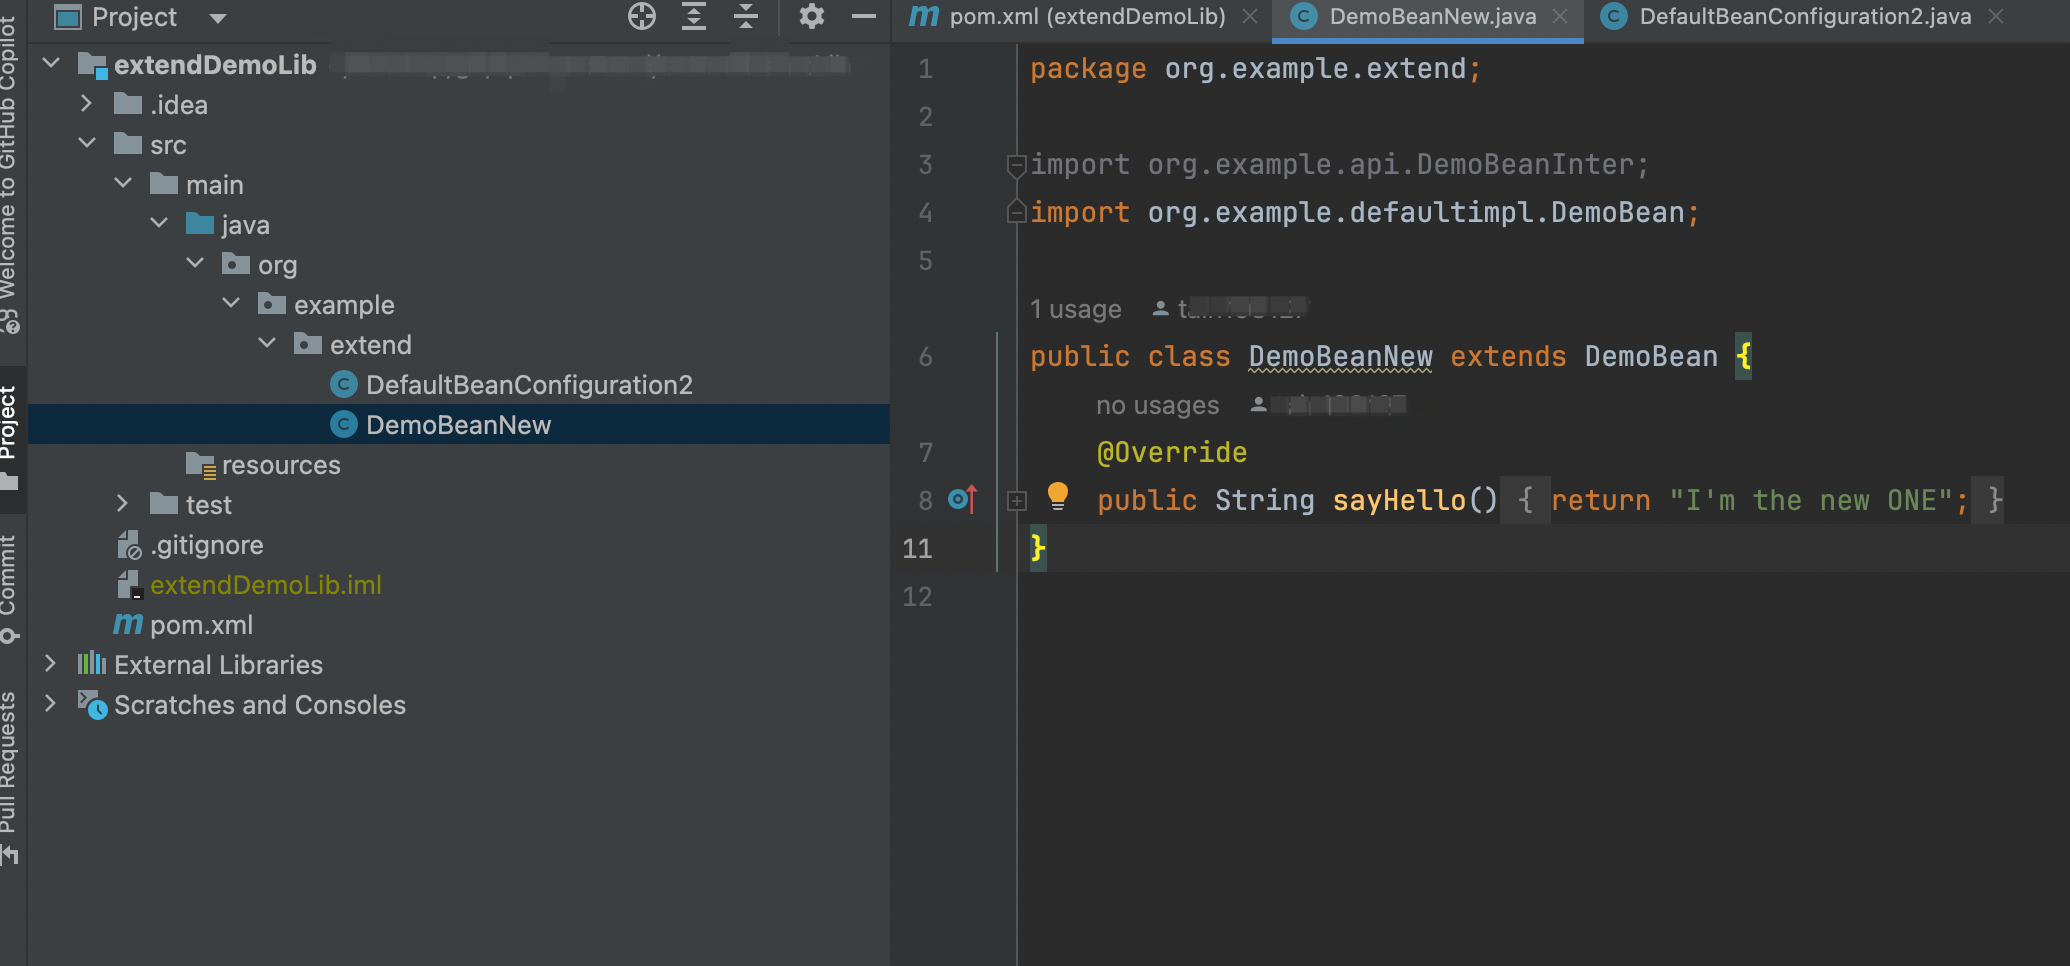 Project
extendDemoLib
.idea
src
main
java
org
example
extend
DefaultBeanConfiguration2
DemoBeanNew
resources
test
.gitignore
extendDemoLib.iml
pom.xml
External Libraries
Scratches and Consoles
Welcome to GitHub Copilot
Project
Commit
Pull Requests
pom.xml (extendDemoLib)
DemoBeanNew.java
DefaultBeanConfiguration2.java
1 package org.example.extend;
2
3 import org.example.api.DemoBeanInter;
4 import org.example.defaultimpl.DemoBean;
5
1 usage
6 public class DemoBeanNew extends DemoBean {
no usages
7 @Override
8 public String sayHello() { return "I'm the new ONE"; }
11 }
12